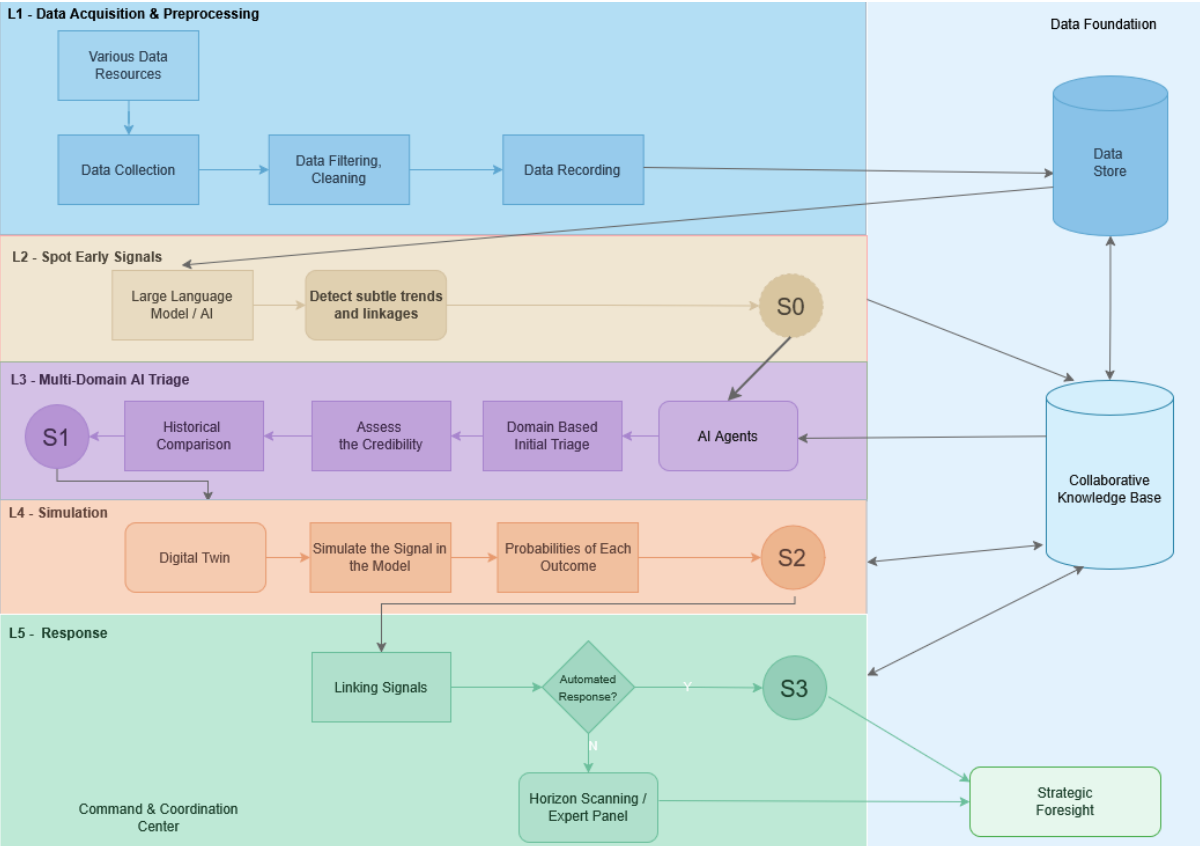 L1 - Data Acquisition & Preprocessing
Data Foundation
Various Data
Resources
Data Collection
Data Filtering,
Cleaning
Data Recording
Data
Store
L2 - Spot Early Signals
Large Language
Model / AI
Detect subtle trends
and linkages
S0
L3 - Multi-Domain AI Triage
S1
Historical
Comparison
Assess
the Credibility
Domain Based
Initial Triage
AI Agents
Collaborative
Knowledge Base
L4 - Simulation
Digital Twin
Simulate the Signal in
the Model
Probabilities of Each
Outcome
S2
L5 - Response
Linking Signals
Automated
Response?
Y
S3
N
Horizon Scanning /
Expert Panel
Strategic
Foresight
Command & Coordination
Center